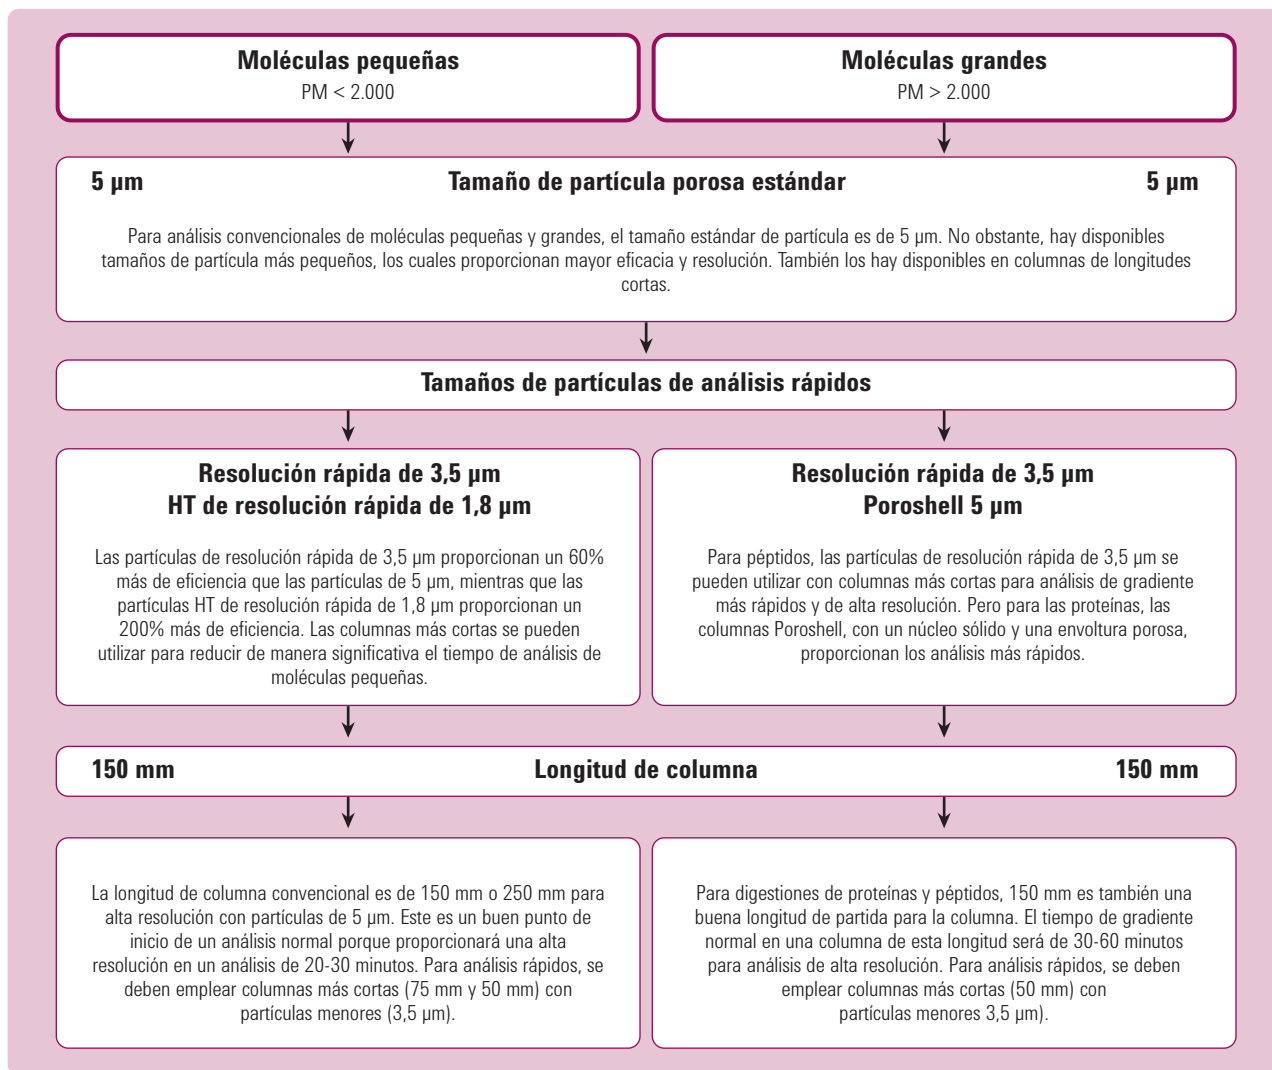 Moléculas pequeñas
PM < 2.000
Moléculas grandes
PM > 2.000
5 µm Tamaño de partícula porosa estándar 5 µm
Para análisis convencionales de moléculas pequeñas y grandes, el tamaño estándar de partícula es de 5 µm. No obstante, hay disponibles
tamaños de partícula más pequeños, los cuales proporcionan mayor eficacia y resolución. También los hay disponibles en columnas de longitudes
cortas.
Tamaños de partículas de análisis rápidos
Resolución rápida de 3,5 µm
HT de resolución rápida de 1,8 µm
Las partículas de resolución rápida de 3,5 µm proporcionan un 60%
más de eficiencia que las partículas de 5 µm, mientras que las
partículas HT de resolución rápida de 1,8 µm proporcionan un
200% más de eficiencia. Las columnas más cortas se pueden
utilizar para reducir de manera significativa el tiempo de análisis de
moléculas pequeñas.
Resolución rápida de 3,5 µm
Poroshell 5 µm
Para péptidos, las partículas de resolución rápida de 3,5 µm se
pueden utilizar con columnas más cortas para análisis de gradiente
más rápidos y de alta resolución. Pero para las proteínas, las
columnas Poroshell, con un núcleo sólido y una envoltura porosa,
proporcionan los análisis más rápidos.
150 mm Longitud de columna 150 mm
La longitud de columna convencional es de 150 mm o 250 mm para
alta resolución con partículas de 5 µm. Este es un buen punto de
inicio de un análisis normal porque proporcionará una alta
resolución en un análisis de 20-30 minutos. Para análisis rápidos, se
deben emplear columnas más cortas (75 mm y 50 mm) con
partículas menores (3,5 µm).
Para digestiones de proteínas y péptidos, 150 mm es también una
buena longitud de partida para la columna. El tiempo de gradiente
normal en una columna de esta longitud será de 30-60 minutos
para análisis de alta resolución. Para análisis rápidos, se deben
emplear columnas más cortas (50 mm) con
partículas menores 3,5 µm).